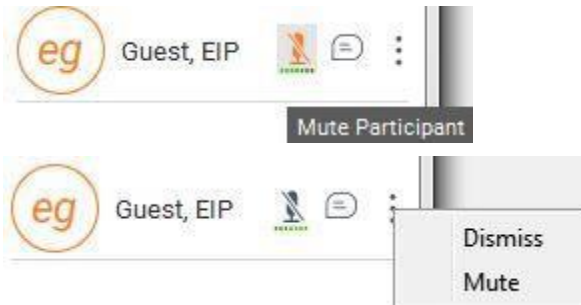 eg Guest, EIP
Mute Participant
eg Guest, EIP
Dismiss
Mute